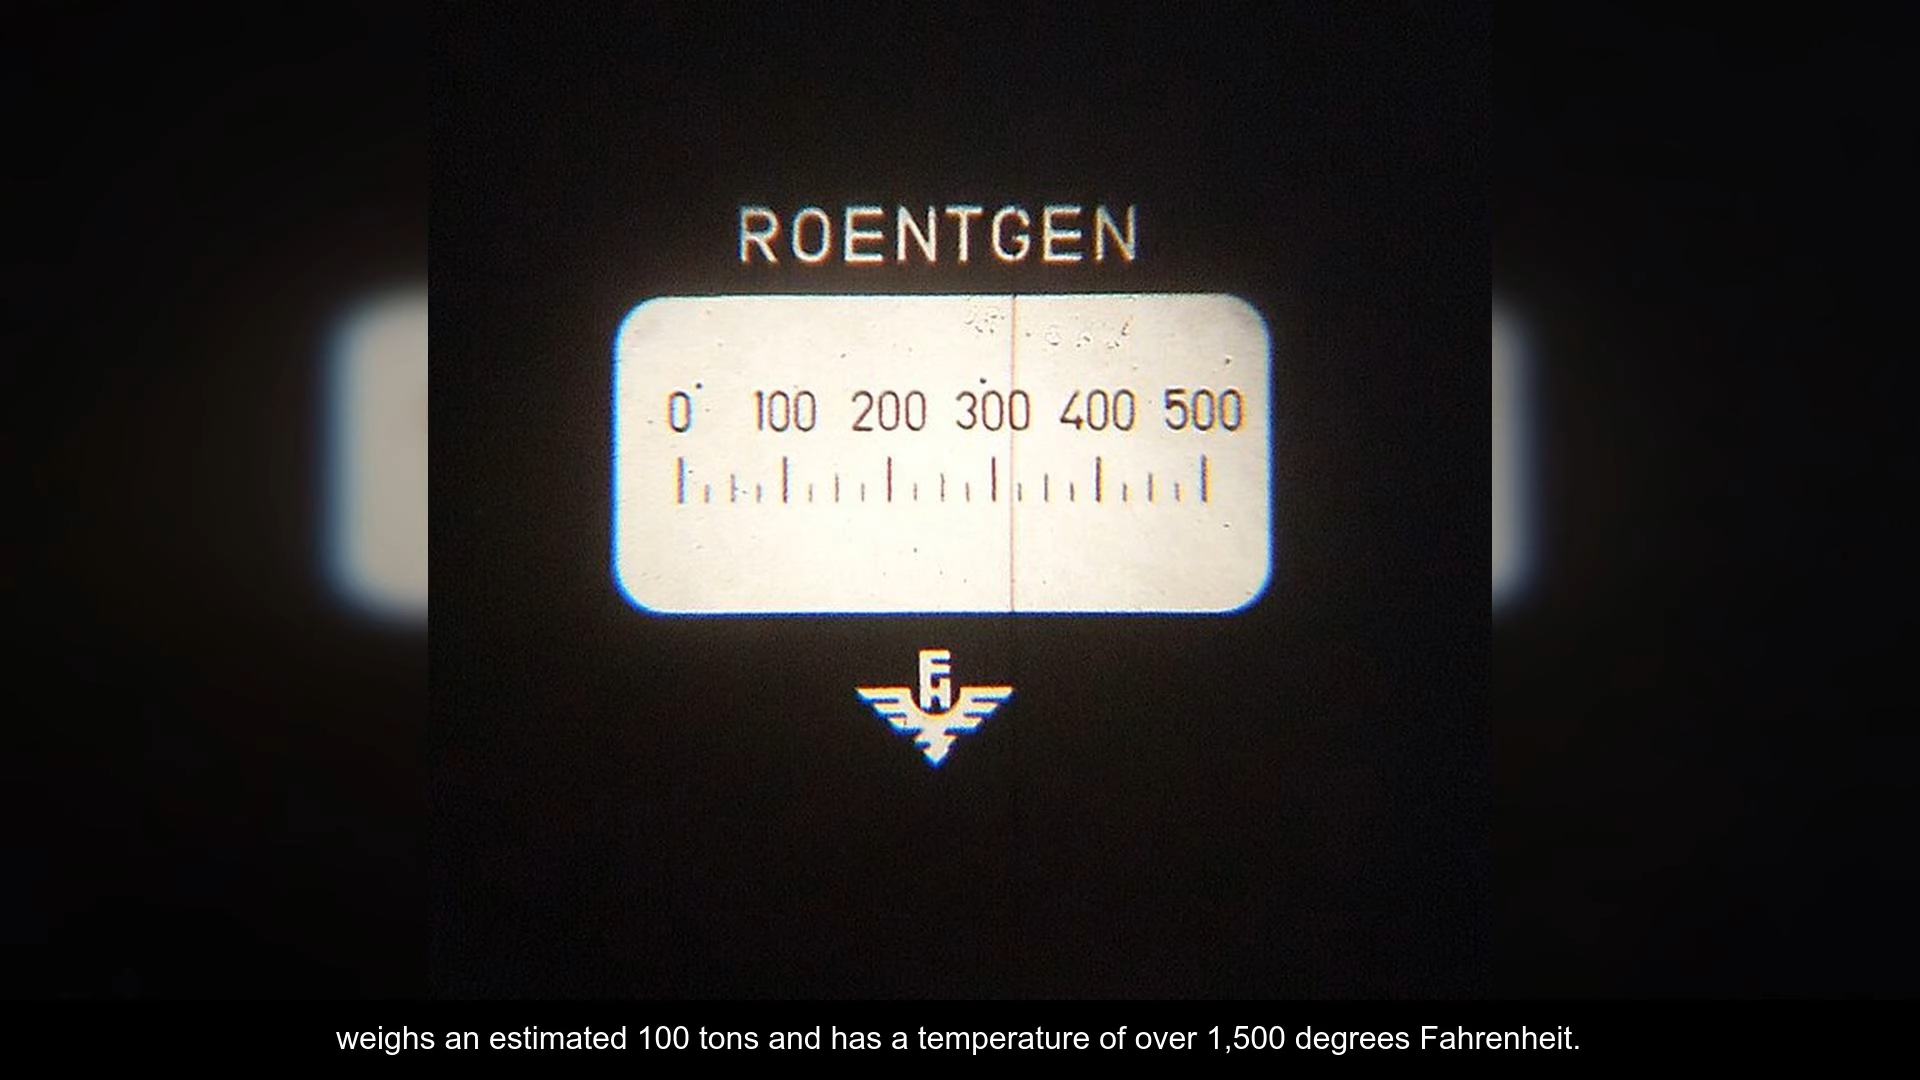 ROENTGEN
0 100 200 300 400 500
weighs an estimated 100 tons and has a temperature of over 1,500 degrees Fahrenheit.